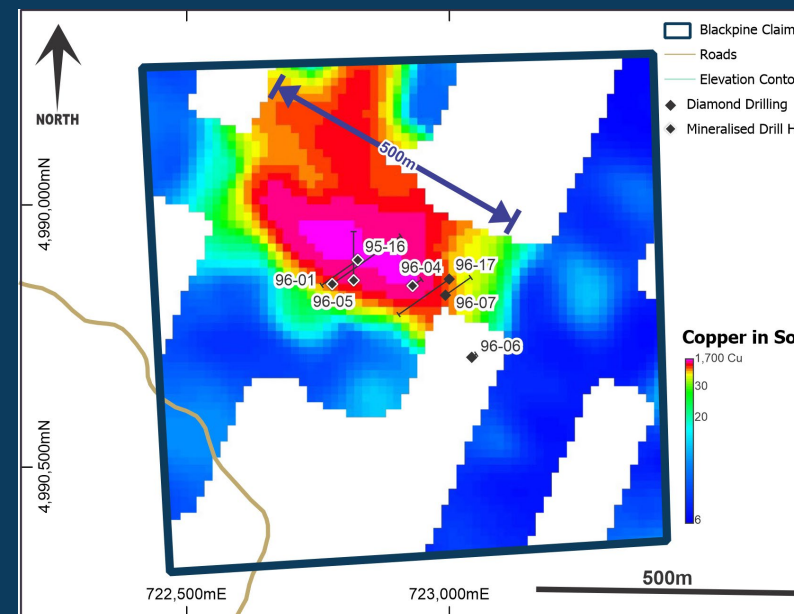 Blackpine Claim
Roads
Elevation Conto
Diamond Drilling
Mineralised Drill H
NORTH
500m
4,990,000mN
95-16
96-01
96-04
96-17
96-05
96-07
96-06
Copper in So
1,700 Cu
30
20
6
4,990,500mN
500m
722,500mE
723,000mE